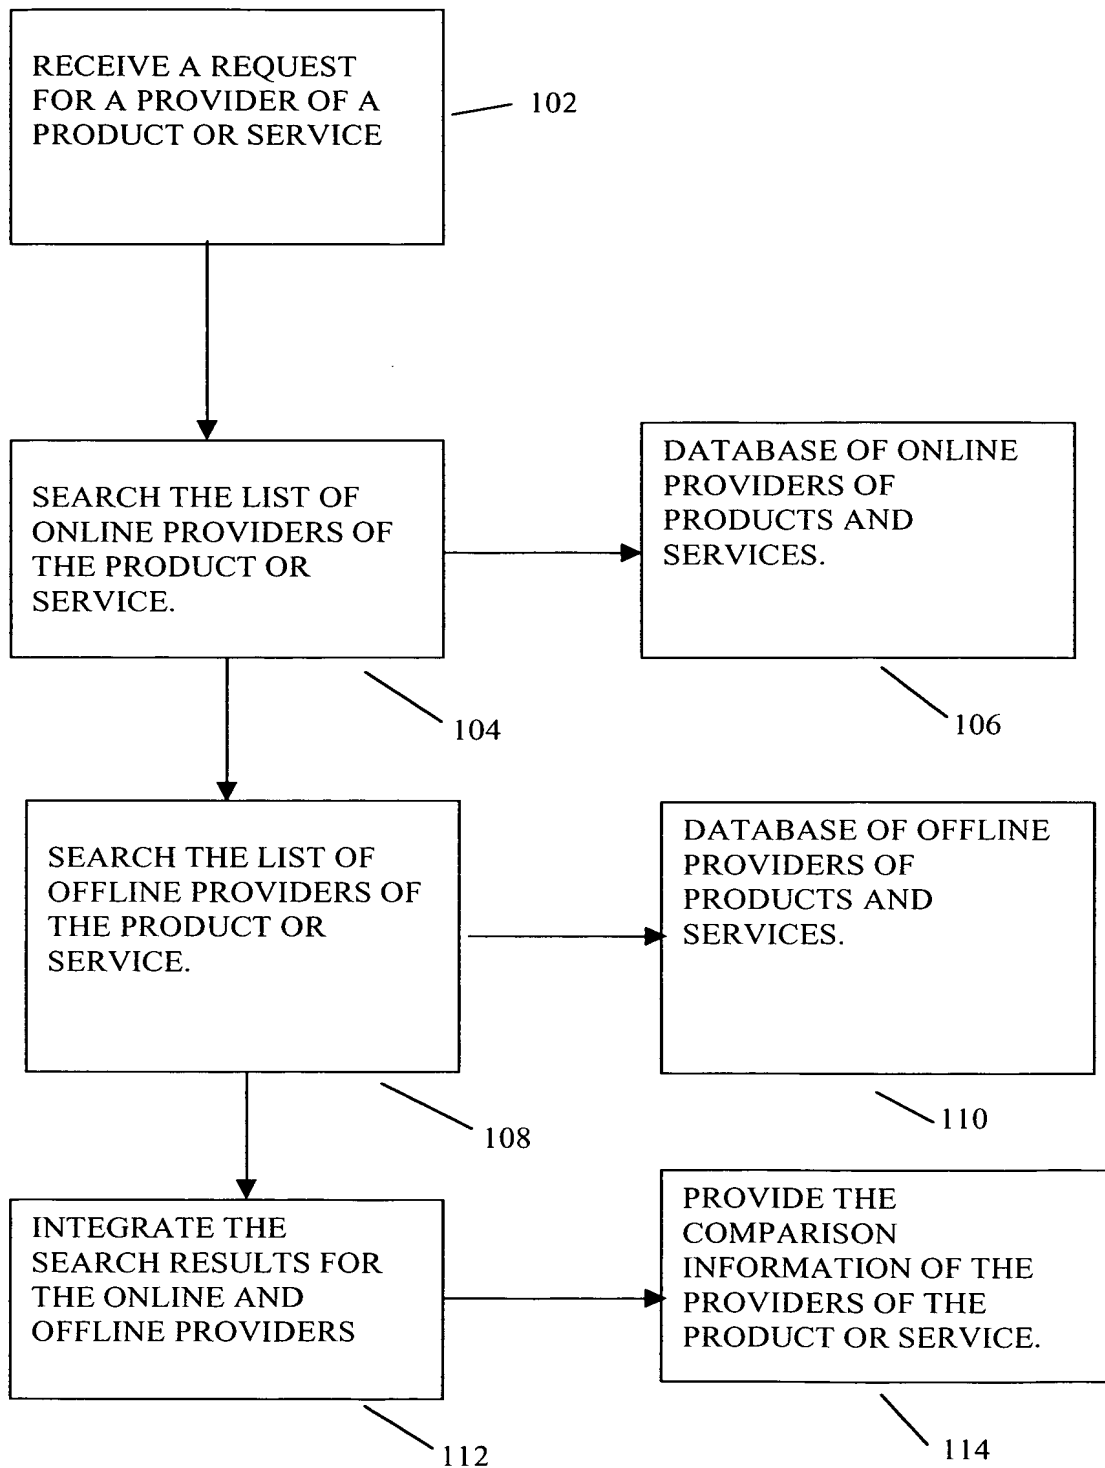 RECEIVE A REQUEST
FOR A PROVIDER OF A
PRODUCT OR SERVICE
102
SEARCH THE LIST OF
ONLINE PROVIDERS OF
THE PRODUCT OR
SERVICE.
104
DATABASE OF ONLINE
PROVIDERS OF
PRODUCTS AND
SERVICES.
106
SEARCH THE LIST OF
OFFLINE PROVIDERS OF
THE PRODUCT OR
SERVICE.
108
DATABASE OF OFFLINE
PROVIDERS OF
PRODUCTS AND
SERVICES.
110
INTEGRATE THE
SEARCH RESULTS FOR
THE ONLINE AND
OFFLINE PROVIDERS
112
PROVIDE THE
COMPARISON
INFORMATION OF THE
PROVIDERS OF THE
PRODUCT OR SERVICE.
114